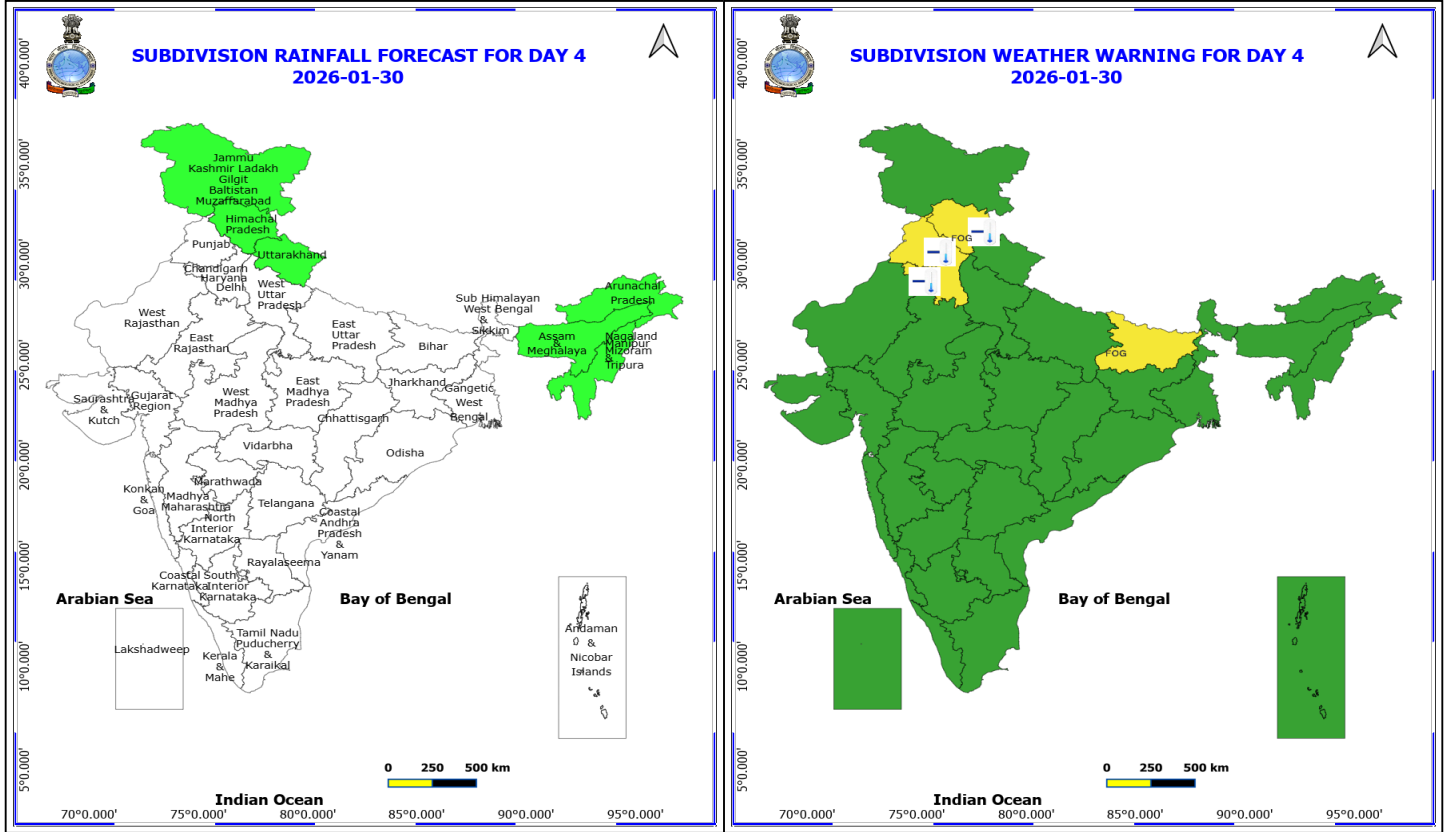 SUBDIVISION RAINFALL FORECAST FOR DAY 4
2026-01-30
40°0.000'
35°0.000'
30°0.000'
25°0.000'
20°0.000'
15°0.000'
10°0.000'
5°0.000'
Jammu
Kashmir Ladakh
Gilgit
Baltistan
Muzaffarabad
Himachal
Pradesh
Punjab
Uttarakhand
Chandigarh
Haryana
Delhi
West
Uttar
Pradesh
West
Rajasthan
East
Rajasthan
East
Uttar
Pradesh
Bihar
Sub Himalayan
West Bengal
&
Sikkim
Arunachal
Pradesh
Assam
&
Meghalaya
Nagaland
Manipur
Mizoram
&
Tripura
Saurashtra
&
Kutch
Gujarat
Region
West
Madhya
Pradesh
East
Madhya
Pradesh
Jharkhand
Gangetic
West
Bengal
Chhattisgarh
Vidarbha
Odisha
Konkan
&
Goa
Madhya
Maharashtra
Marathwada
Telangana
North
Interior
Karnataka
Coastal
Andhra
Pradesh
&
Yanam
Rayalaseema
Coastal
Karnataka
South
Interior
Karnataka
Arabian Sea
Bay of Bengal
Lakshadweep
Kerala
&
Mahe
Tamil Nadu
Puducherry
&
Karaikal
Andaman
&
Nicobar
Islands
0 250 500 km
Indian Ocean
70°0.000' 75°0.000' 80°0.000' 85°0.000' 90°0.000' 95°0.000'
SUBDIVISION WEATHER WARNING FOR DAY 4
2026-01-30
40°0.000'
35°0.000'
30°0.000'
25°0.000'
20°0.000'
15°0.000'
10°0.000'
5°0.000'
FOG
FOG
Arabian Sea
Bay of Bengal
0 250 500 km
Indian Ocean
70°0.000' 75°0.000' 80°0.000' 85°0.000' 90°0.000' 95°0.000'